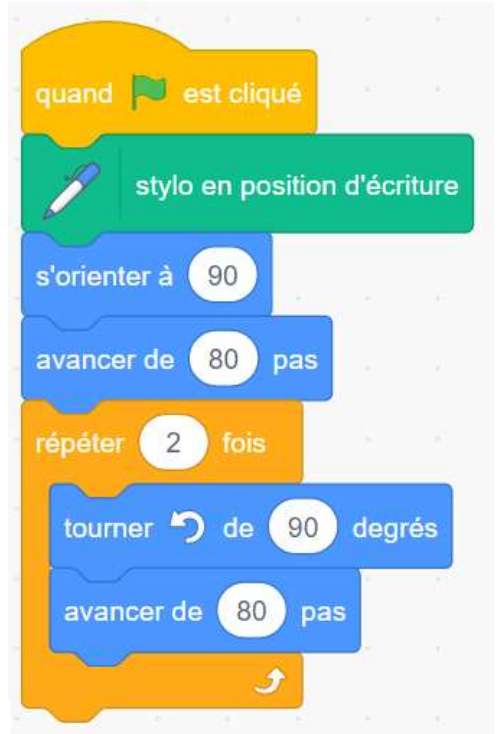 quand est cliqué
stylo en position d'écriture
s'orienter à 90
avancer de 80 pas
répéter 2 fois
tourner de 90 degrés
avancer de 80 pas